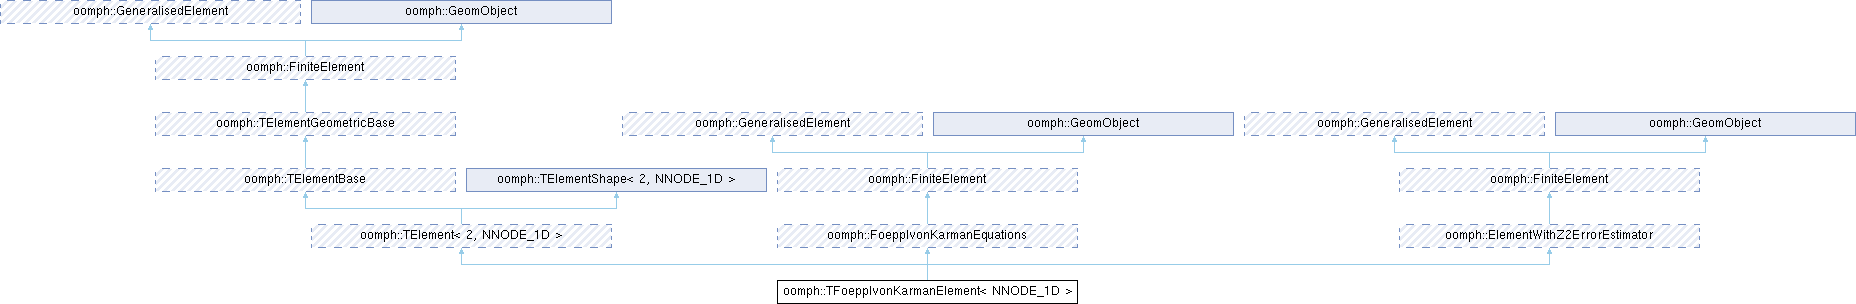 oomph::GeneralisedElement
oomph::GeomObject
oomph::FiniteElement
oomph::TElementGeometricBase
oomph::GeneralisedElement
oomph::GeomObject
oomph::GeneralisedElement
oomph::GeomObject
oomph::TElementBase
oomph::TElementShape< 2, NNODE_1D >
oomph::FiniteElement
oomph::FiniteElement
oomph::TElement< 2, NNODE_1D >
oomph::FoepplvonKarmanEquations
oomph::ElementWithZ2ErrorEstimator
oomph::TFoepplvonKarmanElement< NNODE_1D >